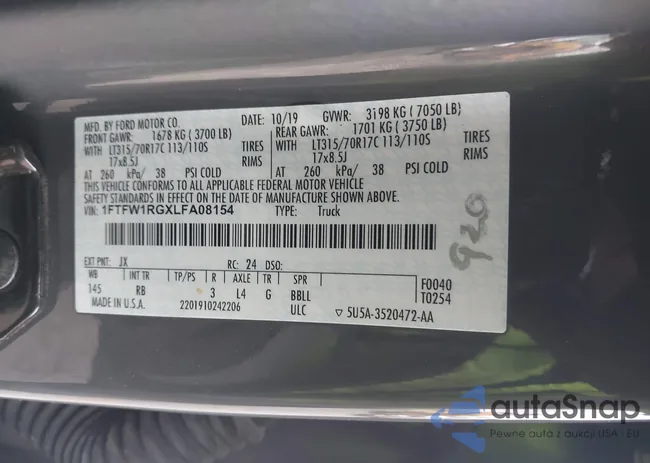 MFD. BY FORD MOTOR CO. DATE: 10/19 GVWR: 3198 KG ( 7050 LB)
FRONT GAWR: 1678 KG ( 3700 LB) REAR GAWR: 1701 KG ( 3750 LB)
WITH LT315/70R17C 113/110S TIRES WITH LT315/70R17C 113/110S TIRES
17x8.5J RIMS 17x8.5J RIMS
AT 260 kPa/ 38 PSI COLD AT 260 kPa/ 38 PSI COLD
THIS VEHICLE CONFORMS TO ALL APPLICABLE FEDERAL MOTOR VEHICLE
SAFETY STANDARDS IN EFFECT ON THE DATE OF MANUFACTURE SHOWN ABOVE.
VIN: 1FTFW1RGXLFA08154 TYPE: Truck
920
EXT PNT: JX RC: 24 DSO:
WB INT TR TP/PS R AXLE TR SPR F0040
145 RB 3 L4 G BBLL T0254
MADE IN U.S.A. 2201910242206 ULC ▽ 5U5A-3520472-AA
autaSnap
Pewne auta z aukcji USA i EU